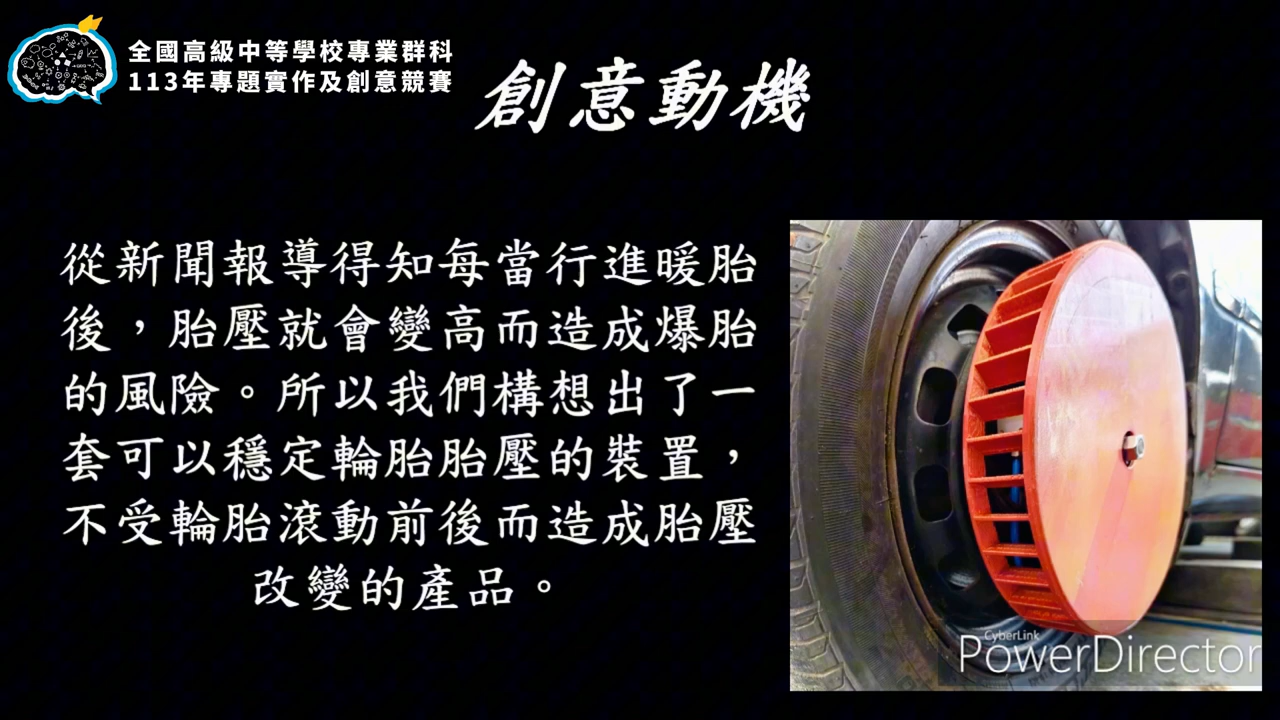 全國高級中等學校專業群科
113年專題實作及創意競賽
創意動機
從新聞報導得知每當行進暖胎
後，胎壓就會變高而造成爆胎
的風險。所以我們構想出了一
套可以穩定輪胎胎壓的裝置，
不受輪胎滾動前後而造成胎壓
改變的產品。
CyberLink
PowerDirector